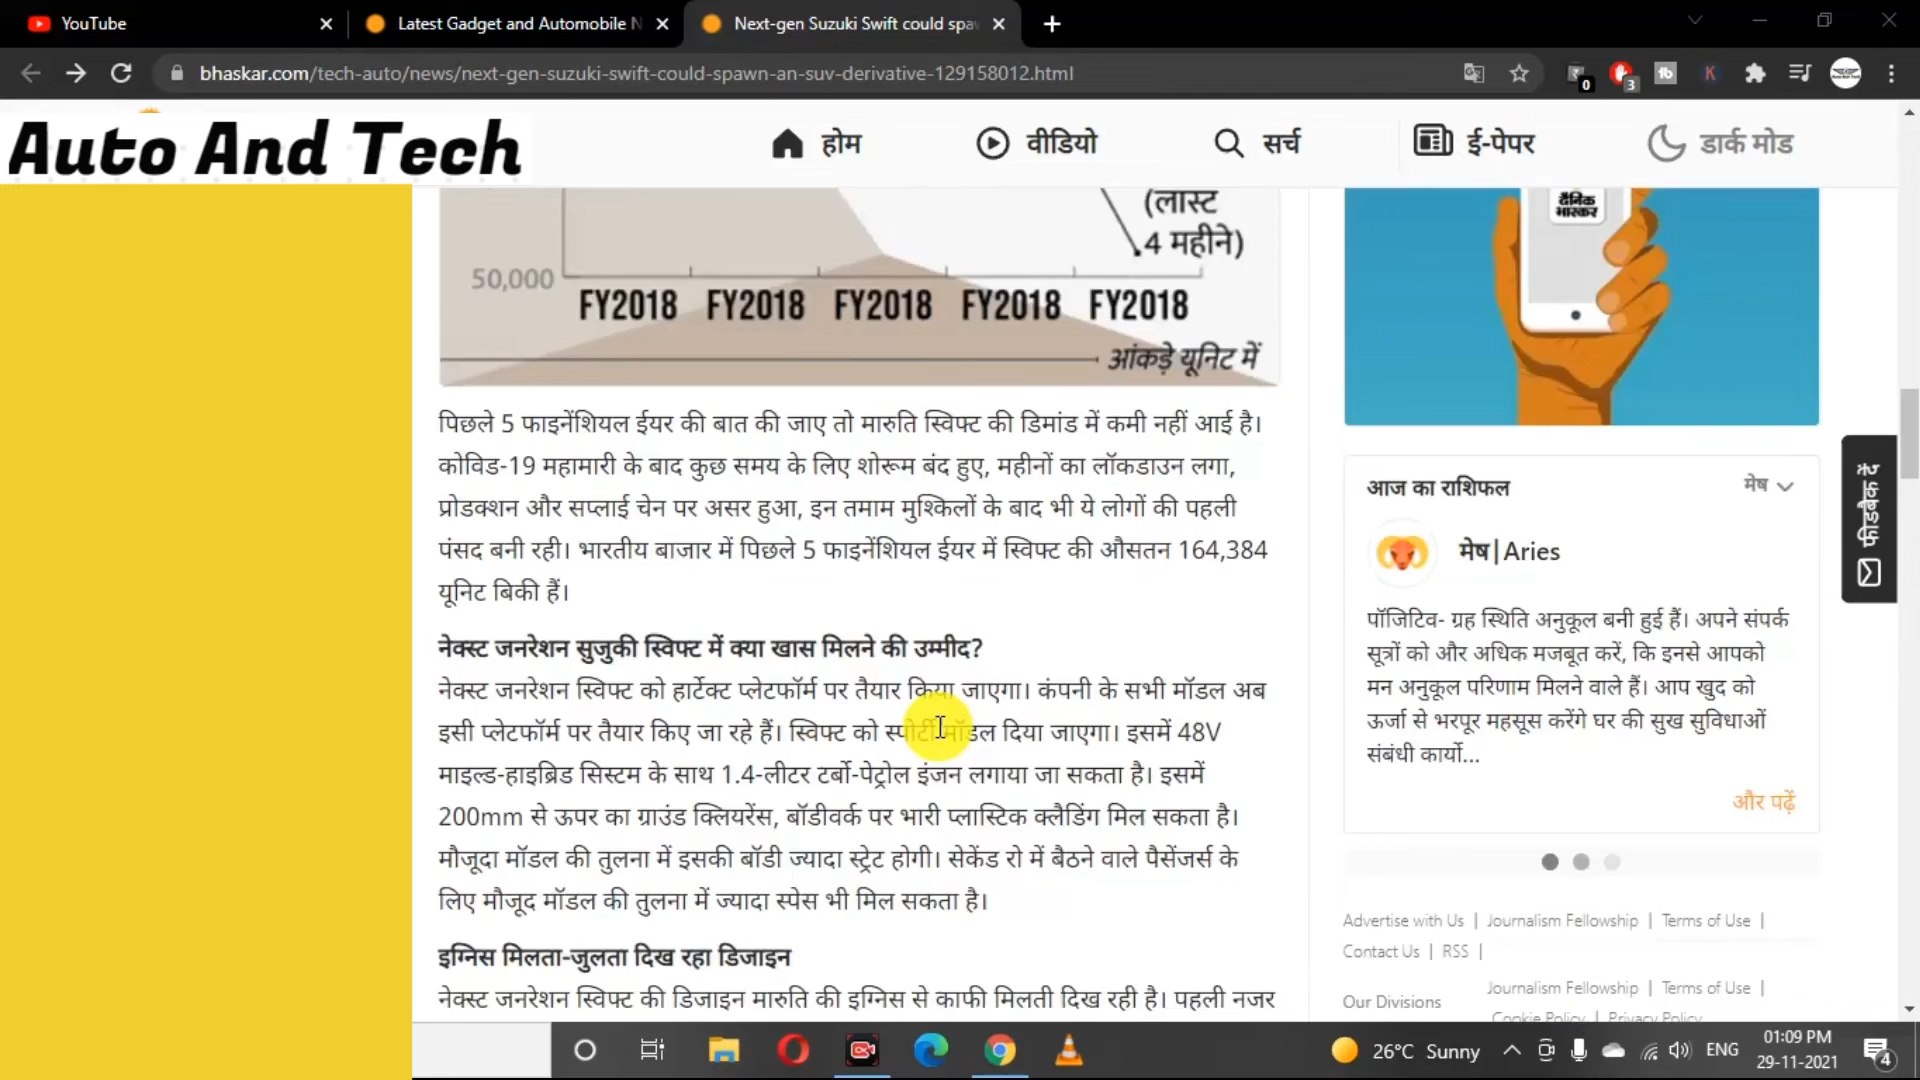 YouTube
Latest Gadget and Automobile N
Next-gen Suzuki Swift could spa
bhaskar.com/tech-auto/news/next-gen-suzuki-swift-could-spawn-an-suv-derivative-129158012.html
0
3
tb
K
Auto And Tech
होम
वीडियो
सर्च
ई-पेपर
डार्क मोड
(लास्ट
4 महीने)
50,000
FY2018 FY2018 FY2018 FY2018 FY2018
आंकड़े यूनिट में
पिछले 5 फाइनेंशियल ईयर की बात की जाए तो मारुति स्विफ्ट की डिमांड में कमी नहीं आई है।
कोविड-19 महामारी के बाद कुछ समय के लिए शोरूम बंद हुए, महीनों का लॉकडाउन लगा,
प्रोडक्शन और सप्लाई चेन पर असर हुआ, इन तमाम मुश्किलों के बाद भी ये लोगों की पहली
पंसद बनी रही। भारतीय बाजार में पिछले 5 फाइनेंशियल ईयर में स्विफ्ट की औसतन 164,384
यूनिट बिकी हैं।
नेक्स्ट जनरेशन सुजुकी स्विफ्ट में क्या खास मिलने की उम्मीद?
नेक्स्ट जनरेशन स्विफ्ट को हार्टेक्ट प्लेटफॉर्म पर तैयार किया जाएगा। कंपनी के सभी मॉडल अब
इसी प्लेटफॉर्म पर तैयार किए जा रहे हैं। स्विफ्ट को स्पोर्टी मॉडल दिया जाएगा। इसमें 48V
माइल्ड-हाइब्रिड सिस्टम के साथ 1.4-लीटर टर्बो-पेट्रोल इंजन लगाया जा सकता है। इसमें
200mm से ऊपर का ग्राउंड क्लियरेंस, बॉडीवर्क पर भारी प्लास्टिक क्लैडिंग मिल सकता है।
मौजूदा मॉडल की तुलना में इसकी बॉडी ज्यादा स्ट्रेट होगी। सेकेंड रो में बैठने वाले पैसेंजर्स के
लिए मौजूद मॉडल की तुलना में ज्यादा स्पेस भी मिल सकता है।
इग्निस मिलता-जुलता दिख रहा डिजाइन
नेक्स्ट जनरेशन स्विफ्ट की डिजाइन मारुति की इग्निस से काफी मिलती दिख रही है। पहली नजर
दैनिक
भास्कर
फीडबैक दें
आज का राशिफल
मेष
मेष|Aries
पॉजिटिव- ग्रह स्थिति अनुकूल बनी हुई हैं। अपने संपर्क
सूत्रों को और अधिक मजबूत करें, कि इनसे आपको
मन अनुकूल परिणाम मिलने वाले हैं। आप खुद को
ऊर्जा से भरपूर महसूस करेंगे घर की सुख सुविधाओं
संबंधी कार्यो...
और पढ़ें
Advertise with Us | Journalism Fellowship | Terms of Use |
Contact Us | RSS |
Our Divisions
Journalism Fellowship | Terms of Use |
Cookie Policy | Privacy Policy
26°C Sunny
ENG
01:09 PM
29-11-2021
4